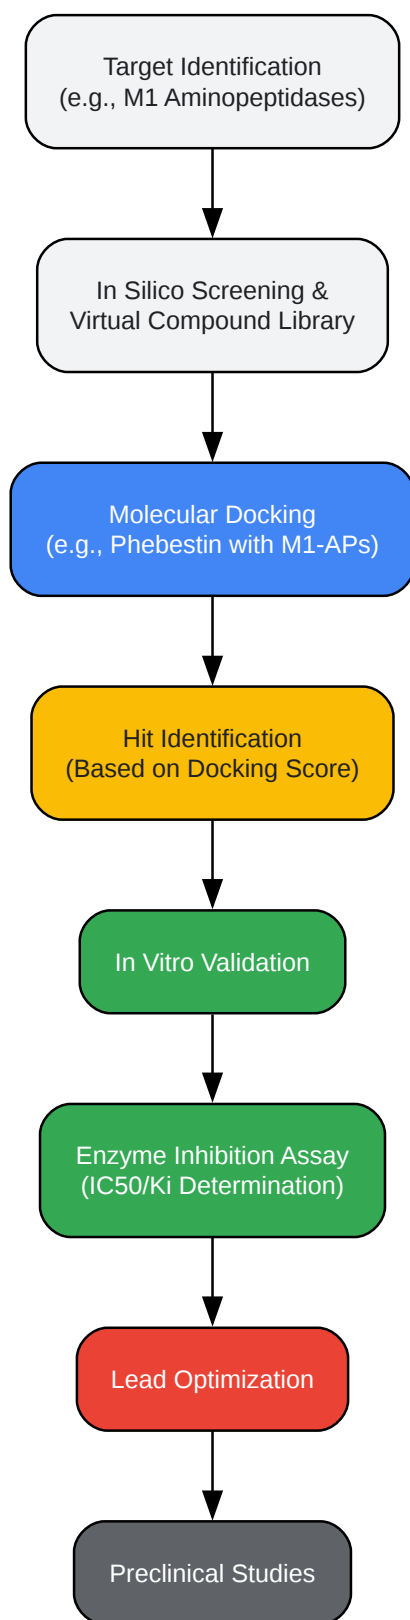 Target Identification
(e.g., M1 Aminopeptidases)
In Silico Screening &
Virtual Compound Library
Molecular Docking
(e.g., Phebestin with M1-APs)
Hit Identification
(Based on Docking Score)
In Vitro Validation
Enzyme Inhibition Assay
(IC50/Ki Determination)
Lead Optimization
Preclinical Studies